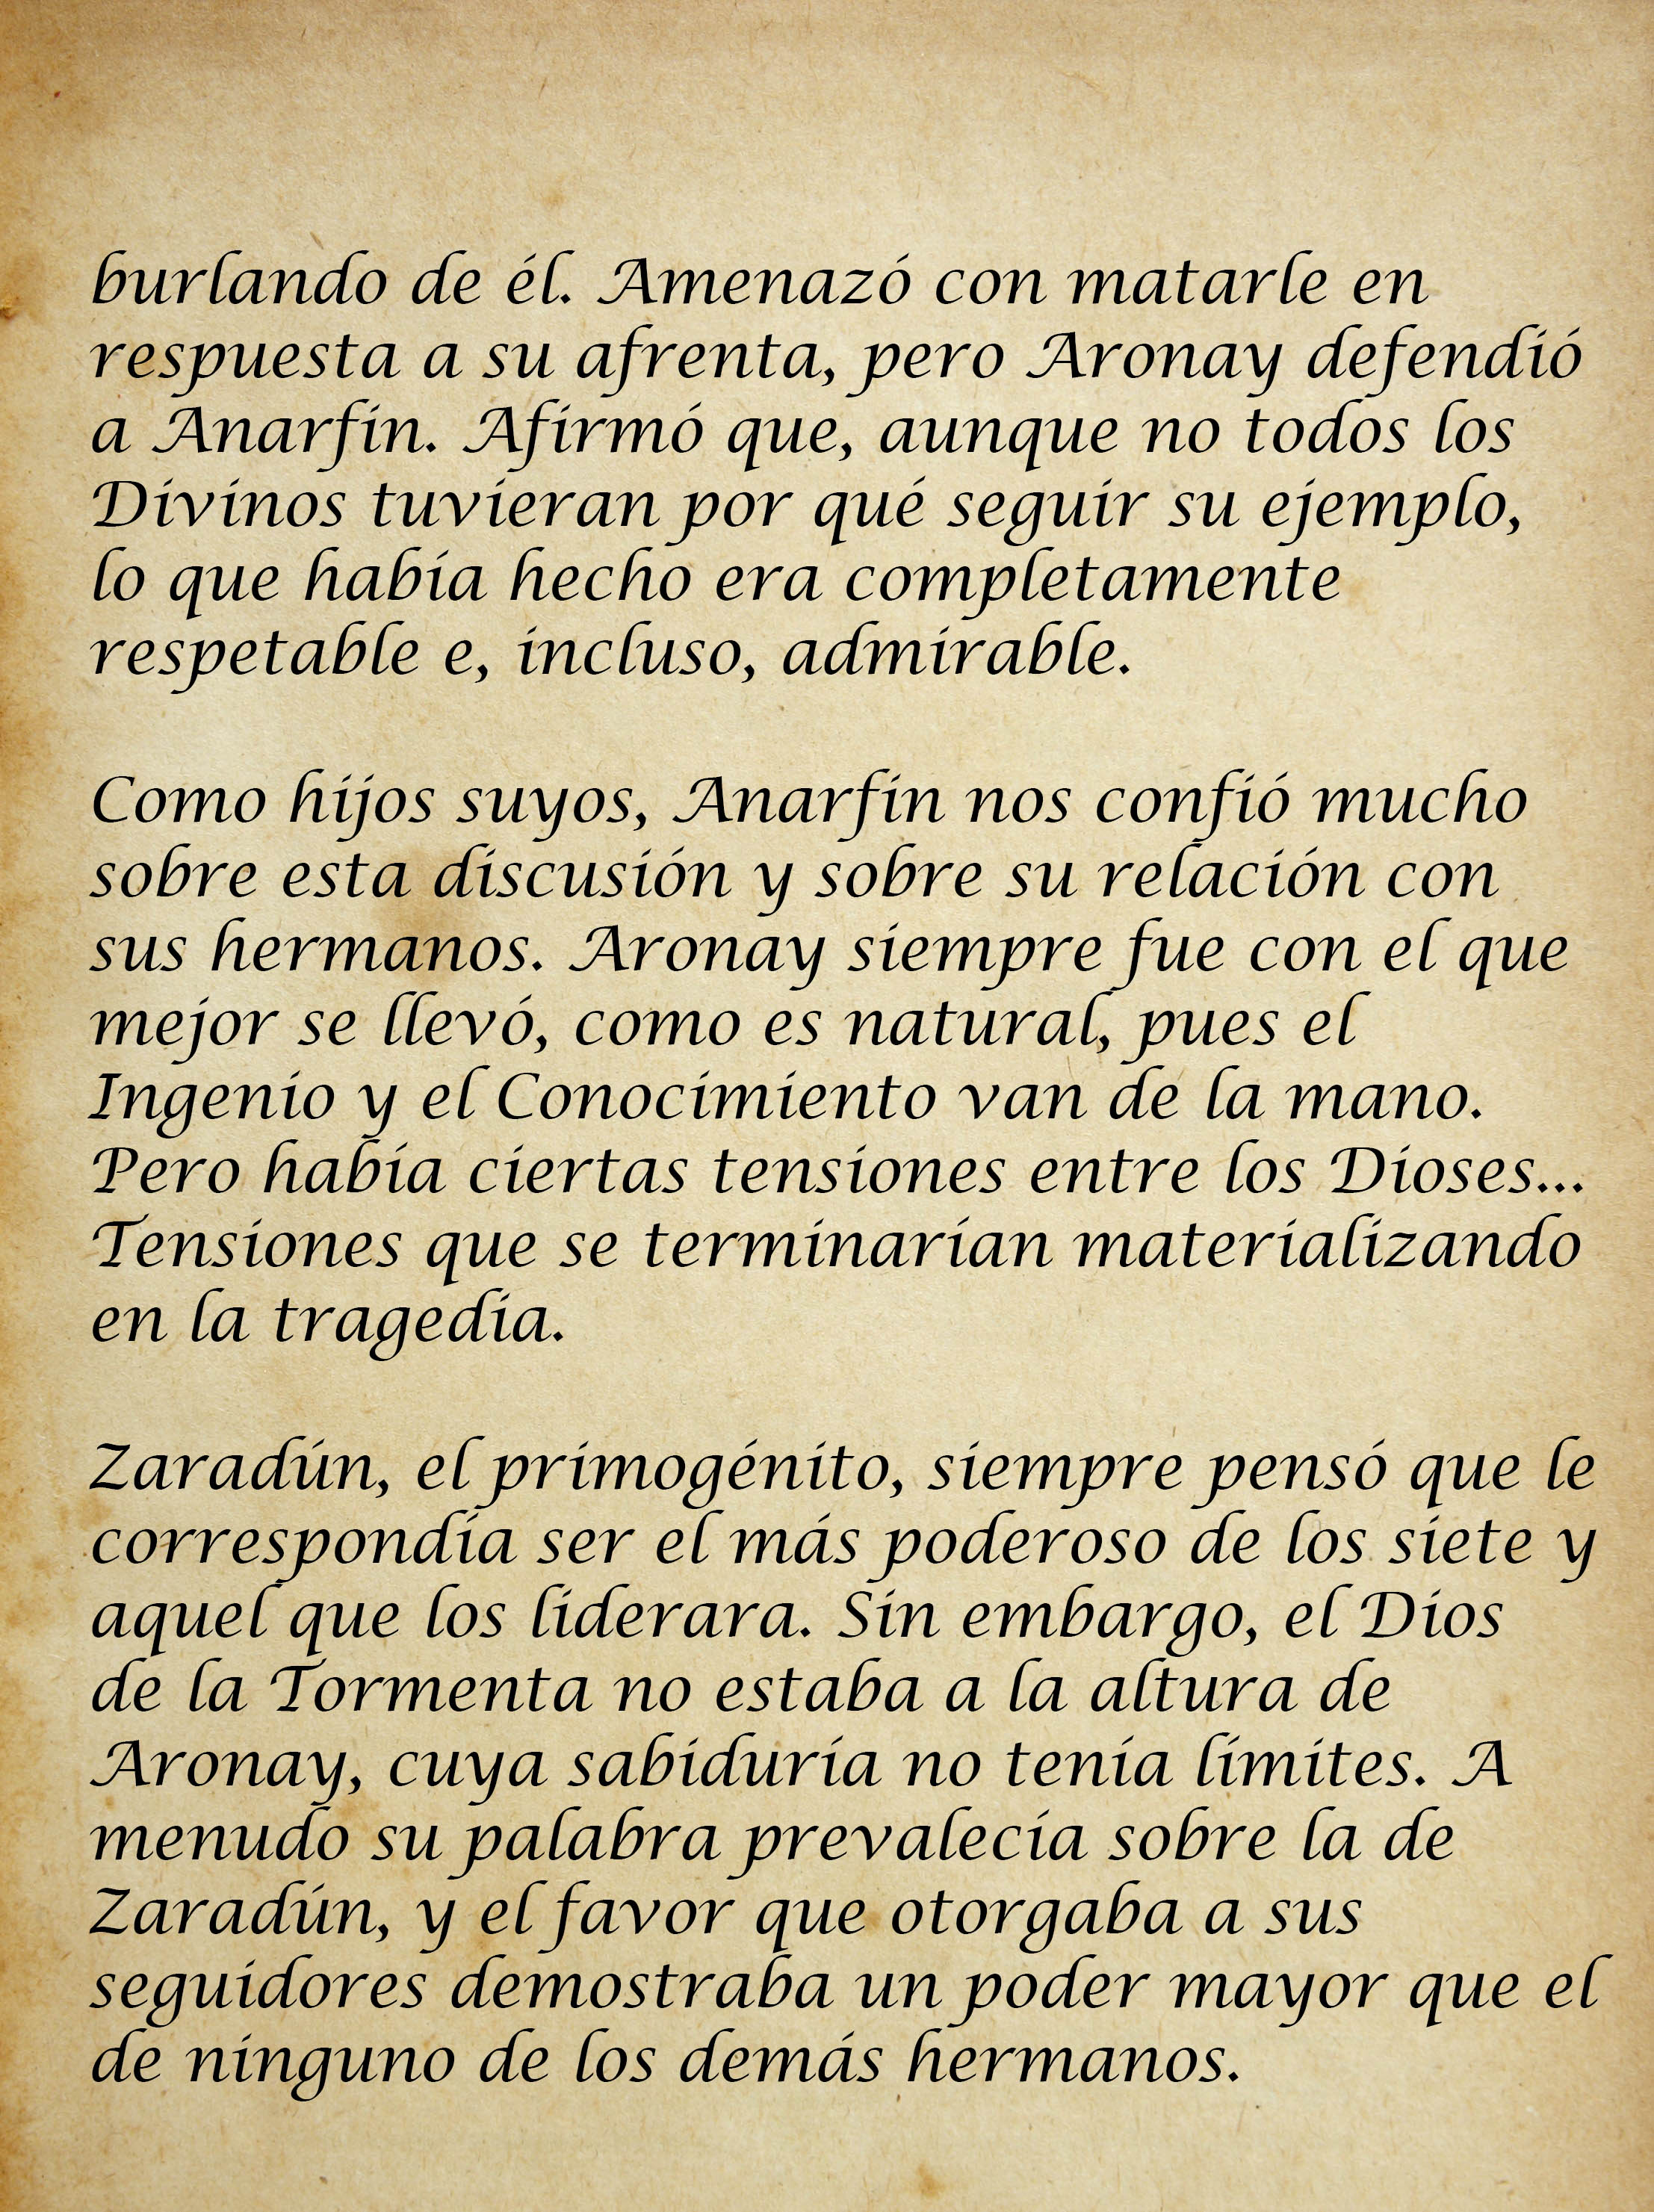 burlando de él. Amenazó con matarle en
respuesta a su afrenta, pero Aronay defendió
a Anarfin. Afirmó que, aunque no todos los
Divinos tuvieran por qué seguir su ejemplo,
lo que había hecho era completamente
respetable e, incluso, admirable.

Como hijos suyos, Anarfin nos confió mucho
sobre esta discusión y sobre su relación con
sus hermanos. Aronay siempre fue con el que
mejor se llevó, como es natural, pues el
Ingenio y el Conocimiento van de la mano.
Pero había ciertas tensiones entre los Dioses...
Tensiones que se terminarían materializando
en la tragedia.

Zaradún, el primogénito, siempre pensó que le
correspondía ser el más poderoso de los siete y
aquel que los liderara. Sin embargo, el Dios
de la Tormenta no estaba a la altura de
Aronay, cuya sabiduría no tenía límites. A
menudo su palabra prevalecía sobre la de
Zaradún, y el favor que otorgaba a sus
seguidores demostraba un poder mayor que el
de ninguno de los demás hermanos.